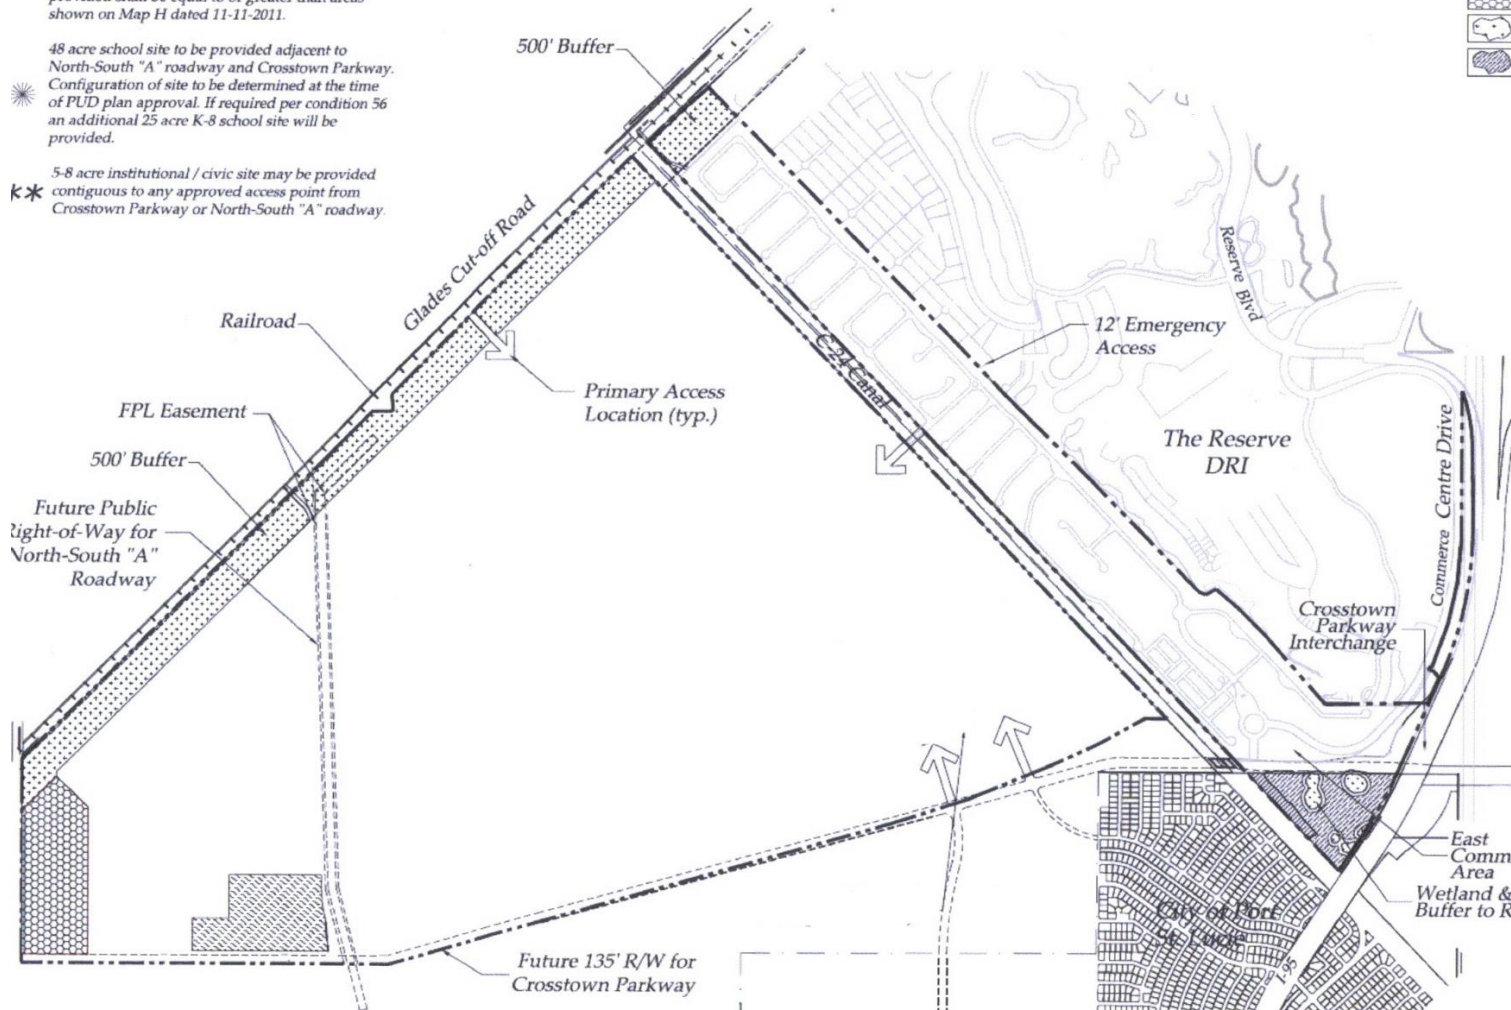 shown on Map H dated 11-11-2011.
48 acre school site to be provided adjacent to
North-South "A" roadway and Crosstown Parkway.
Configuration of site to be determined at the time
of PUD plan approval. If required per condition 56
an additional 25 acre K-8 school site will be
provided.
5-8 acre institutional / civic site may be provided
contiguous to any approved access point from
Crosstown Parkway or North-South "A" roadway.
500' Buffer
Glades Cut-off Road
Railroad
FPL Easement
500' Buffer
Future Public
Right-of-Way for
North-South "A"
Roadway
Primary Access
Location (typ.)
C-24 Canal
12' Emergency
Access
Reserve Blvd
The Reserve
DRI
Commerce Centre Drive
Crosstown
Parkway
Interchange
East
Comm
Area
Wetland &
Buffer to R
City of Port
St. Lucie
I-95
Future 135' R/W for
Crosstown Parkway